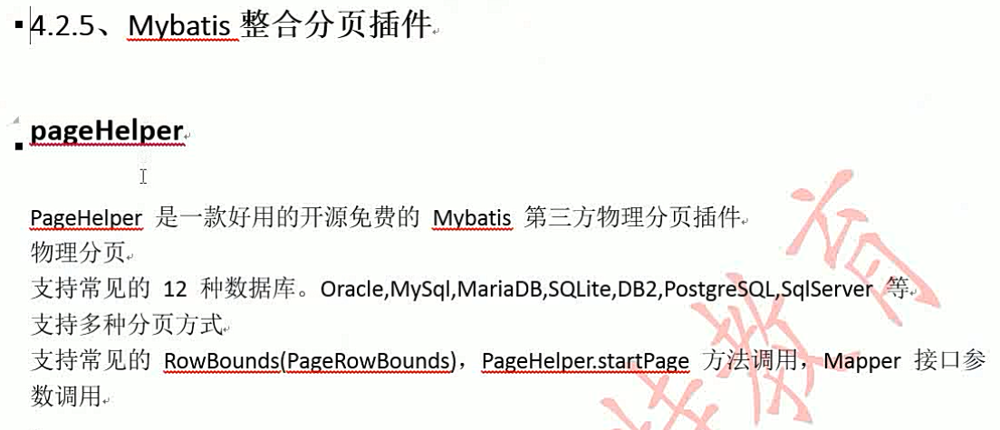 4.2.5、Mybatis 整合分页插件
pageHelper
PageHelper 是一款好用的开源免费的 Mybatis 第三方物理分页插件
物理分页
支持常见的 12 种数据库。Oracle,MySql,MariaDB,SQLite,DB2,PostgreSQL,SqlServer 等
支持多种分页方式
支持常见的 RowBounds(PageRowBounds)，PageHelper.startPage 方法调用，Mapper 接口参
数调用
教育